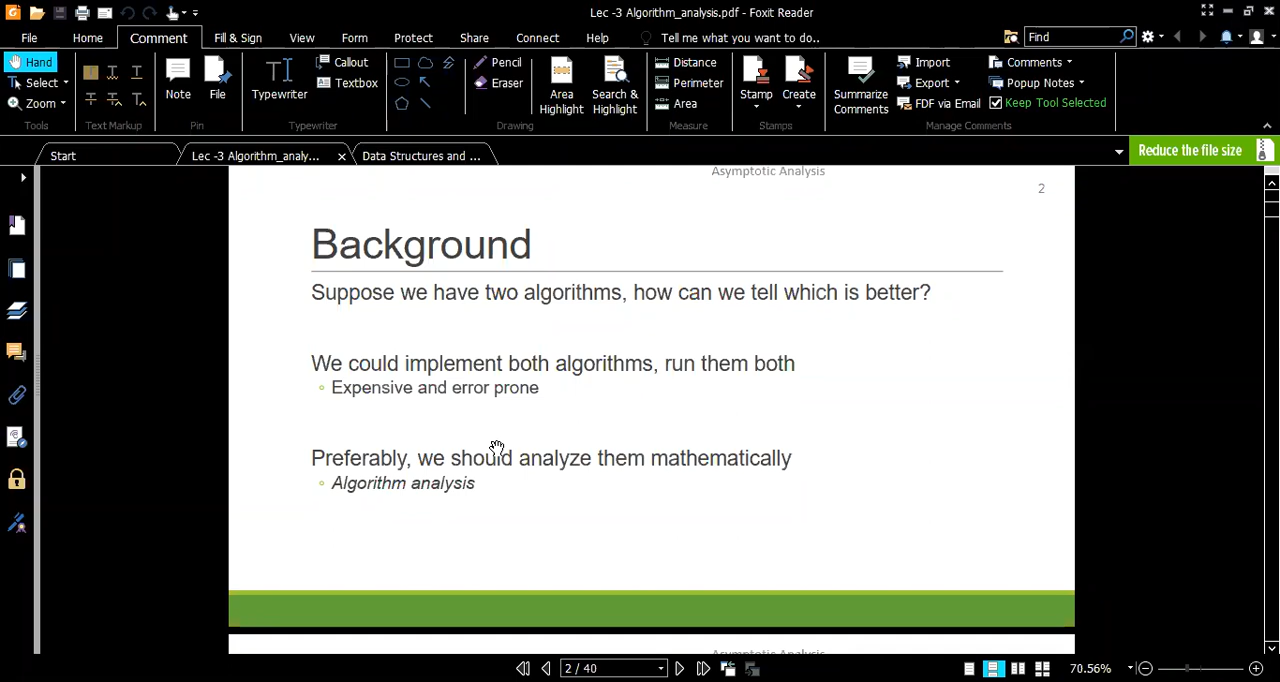 Lec -3 Algorithm_analysis.pdf - Foxit Reader
File Home Comment Fill & Sign View Form Protect Share Connect Help Tell me what you want to do.. Find
Hand
Select
Zoom
Tools
Text Markup
Note
File
Pin
Typewriter
Callout
Textbox
Typewriter
Pencil
Eraser
Area Highlight
Search & Highlight
Drawing
Distance
Perimeter
Area
Measure
Stamp
Create
Stamps
Summarize Comments
Import
Export
FDF via Email
Comments
Popup Notes
Keep Tool Selected
Manage Comments
Start Lec -3 Algorithm_analy... Data Structures and ... Reduce the file size
Asymptotic Analysis
2
Background
Suppose we have two algorithms, how can we tell which is better?
We could implement both algorithms, run them both
◦ Expensive and error prone
Preferably, we should analyze them mathematically
◦ Algorithm analysis
Asymptotic Analysis
2 / 40
70.56%